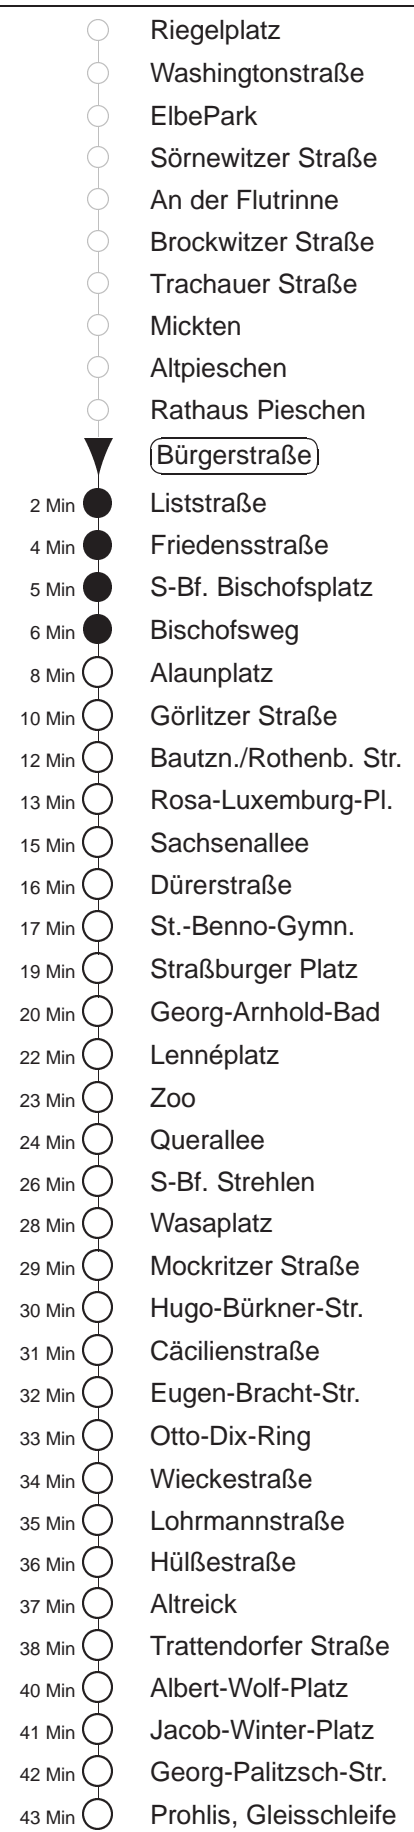 Riegelplatz
Washingtonstraße
ElbePark
Sörnewitzer Straße
An der Flutrinne
Brockwitzer Straße
Trachauer Straße
Mickten
Altpieschen
Rathaus Pieschen
Bürgerstraße
2 Min Liststraße
4 Min Friedensstraße
5 Min S-Bf. Bischofsplatz
6 Min Bischofsweg
8 Min Alaunplatz
10 Min Görlitzer Straße
12 Min Bautzn./Rothenb. Str.
13 Min Rosa-Luxemburg-Pl.
15 Min Sachsenallee
16 Min Dürerstraße
17 Min St.-Benno-Gymn.
19 Min Straßburger Platz
20 Min Georg-Arnhold-Bad
22 Min Lennéplatz
23 Min Zoo
24 Min Querallee
26 Min S-Bf. Strehlen
28 Min Wasaplatz
29 Min Mockritzer Straße
30 Min Hugo-Bürkner-Str.
31 Min Cäcilienstraße
32 Min Eugen-Bracht-Str.
33 Min Otto-Dix-Ring
34 Min Wieckestraße
35 Min Lohrmannstraße
36 Min Hülßestraße
37 Min Altreick
38 Min Trattendorfer Straße
40 Min Albert-Wolf-Platz
41 Min Jacob-Winter-Platz
42 Min Georg-Palitzsch-Str.
43 Min Prohlis, Gleisschleife